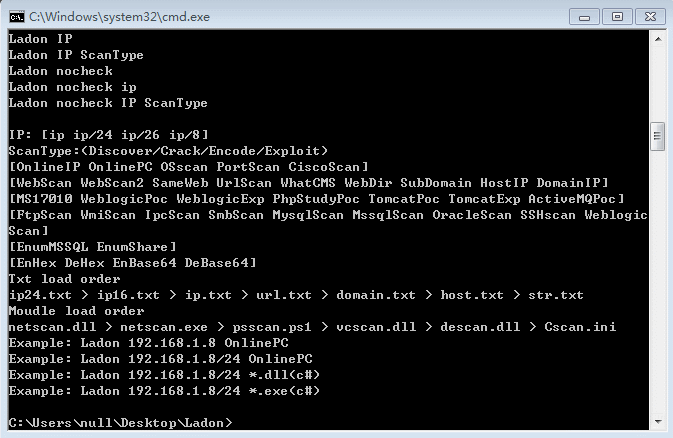 C:\Windows\system32\cmd.exe
Ladon IP
Ladon IP ScanType
Ladon nocheck
Ladon nocheck ip
Ladon nocheck IP ScanType
IP: [ip ip/24 ip/26 ip/8]
ScanType:(Discover/Crack/Encode/Exploit)
[OnlineIP OnlinePC OSscan PortScan CiscoScan]
[WebScan WebScan2 SameWeb UrlScan WhatCMS WebDir SubDomain HostIP DomainIP]
[MS17010 WeblogicPoc WeblogicExp PhpStudyPoc TomcatPoc TomcatExp ActiveMQPoc]
[FtpScan WmiScan IpcScan SmbScan MysqlScan MssqlScan OracleScan SSHscan Weblogic
Scan]
[EnumMSSQL EnumShare]
[EnHex DeHex EnBase64 DeBase64]
Txt load order
ip24.txt > ip16.txt > ip.txt > url.txt > domain.txt > host.txt > str.txt
Moudle load order
netscan.dll > netscan.exe > psscan.ps1 > vcscan.dll > descan.dll > Cscan.ini
Example: Ladon 192.168.1.8 OnlinePC
Example: Ladon 192.168.1.8/24 OnlinePC
Example: Ladon 192.168.1.8/24 *.dll(c#)
Example: Ladon 192.168.1.8/24 *.exe(c#)
C:\Users\null\Desktop\Ladon>